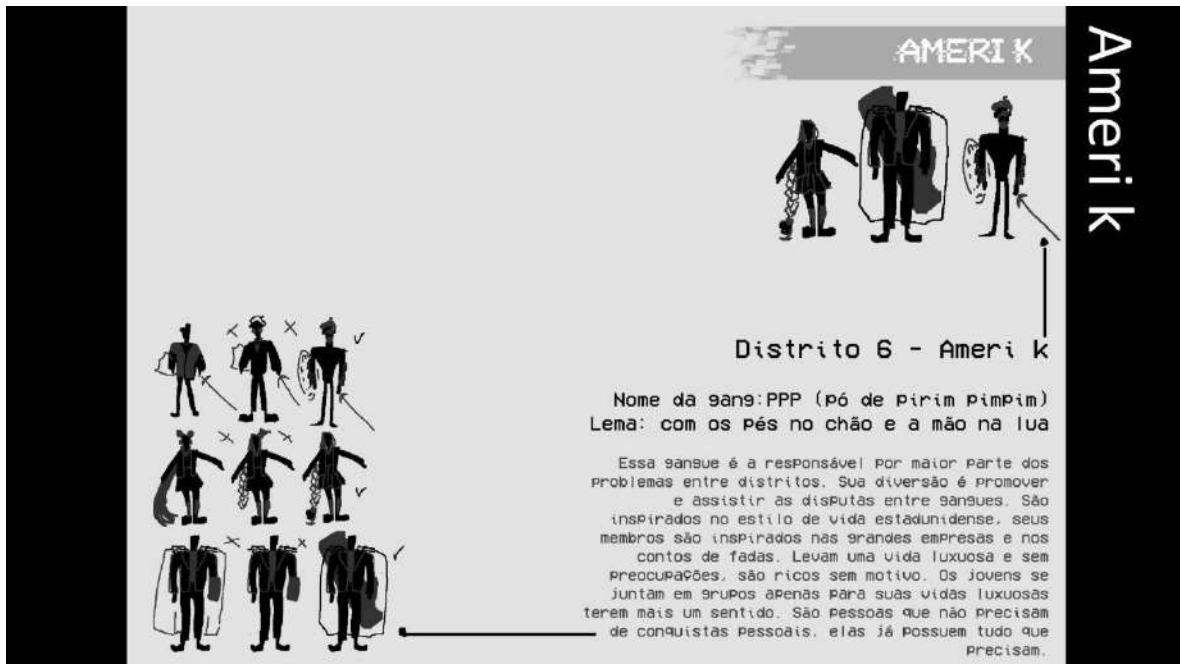 AMERI K
Ameri k
Distrito 6 - Ameri k
Nome da gang:PPP (pó de pirim pimpim)
Lema: com os pés no chão e a mão na lua
Essa gangue é a responsável por maior parte dos
problemas entre distritos. Sua diversão é promover
e assistir as disputas entre gangues. São
inspirados no estilo de vida estadunidense, seus
membros são inspirados nas grandes empresas e nos
contos de fadas. Levam uma vida luxuosa e sem
preocupações, são ricos sem motivo. Os jovens se
juntam em grupos apenas para suas vidas luxuosas
terem mais um sentido. São pessoas que não precisam
de conquistas pessoais, elas já possuem tudo que
precisam.